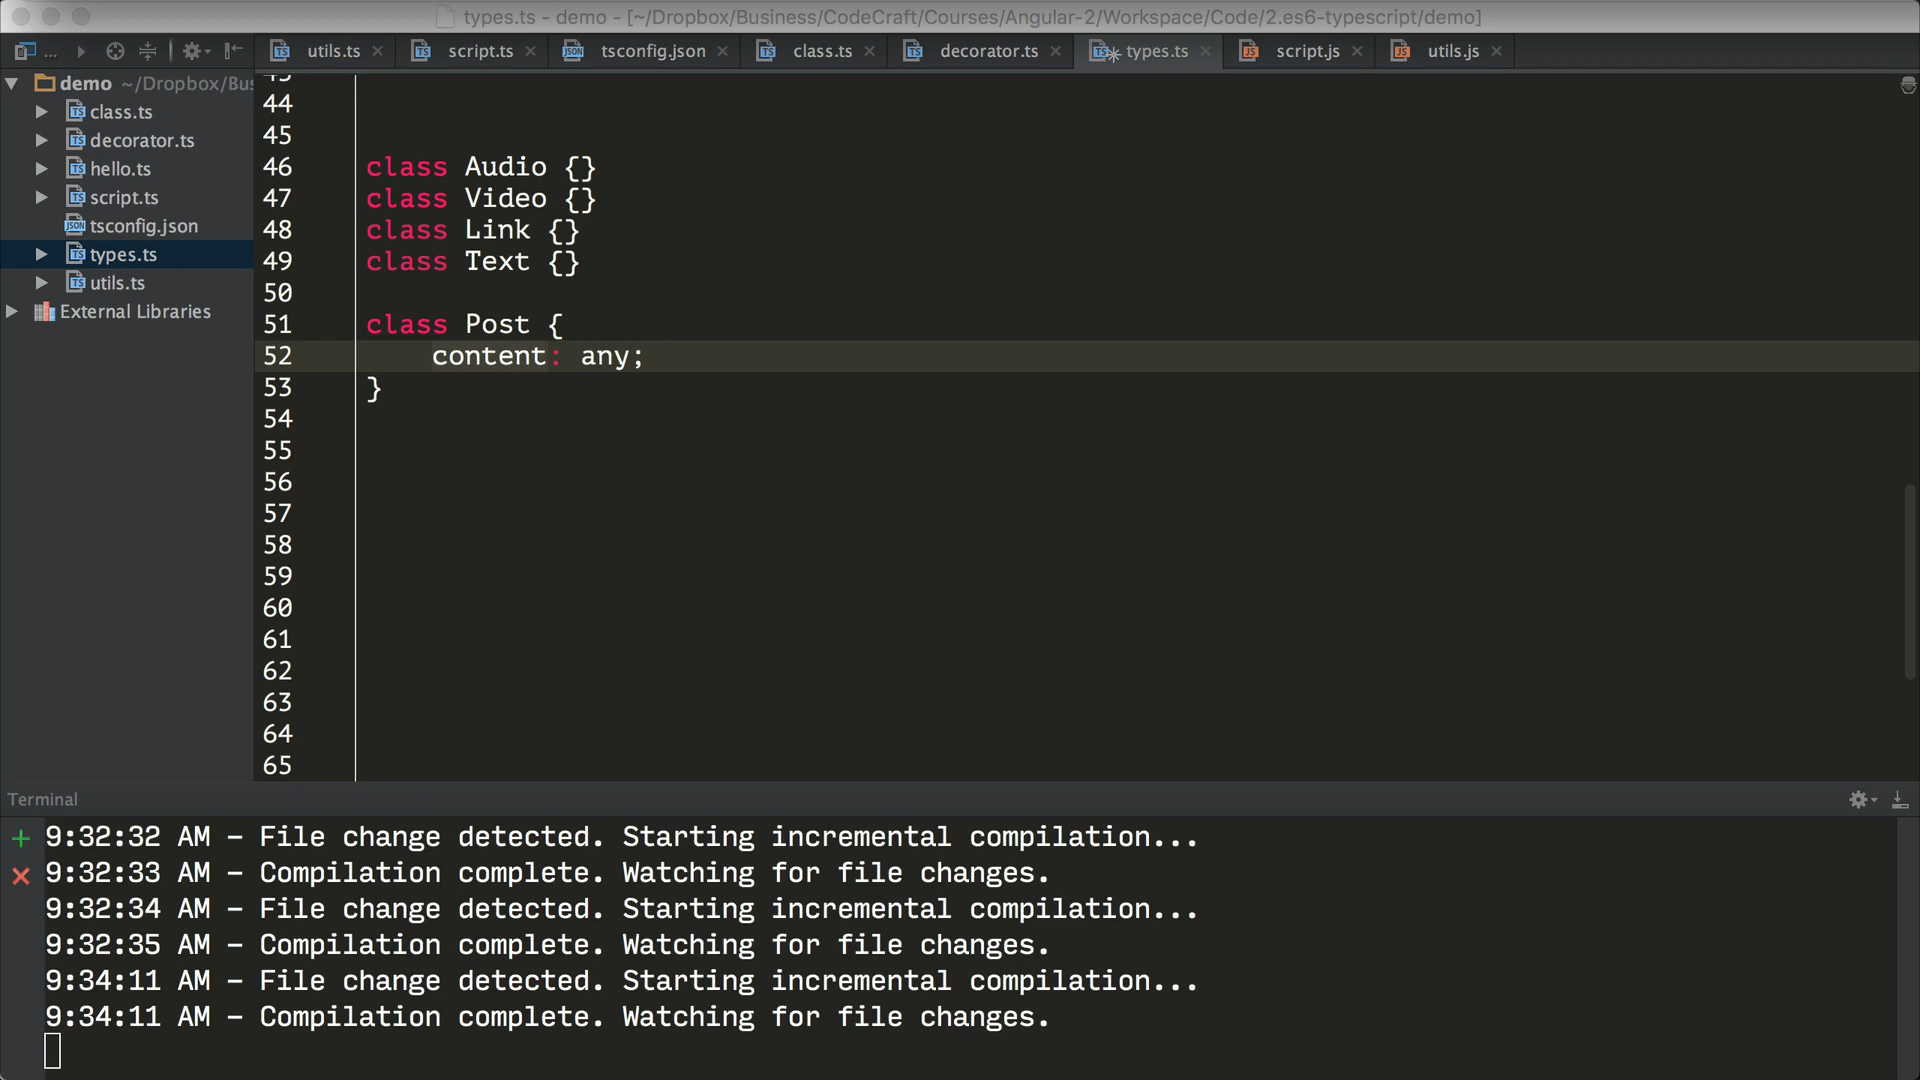 types.ts - demo - [~/Dropbox/Business/CodeCraft/Courses/Angular-2/Workspace/Code/2.es6-typescript/demo]
... utils.ts script.ts tsconfig.json class.ts decorator.ts types.ts script.js utils.js
demo ~/Dropbox/Bus
class.ts
decorator.ts
hello.ts
script.ts
tsconfig.json
types.ts
utils.ts
External Libraries
43
44
45
46 class Audio {}
47 class Video {}
48 class Link {}
49 class Text {}
50
51 class Post {
52 content: any;
53 }
54
55
56
57
58
59
60
61
62
63
64
65
Terminal
9:32:32 AM – File change detected. Starting incremental compilation...
9:32:33 AM – Compilation complete. Watching for file changes.
9:32:34 AM – File change detected. Starting incremental compilation...
9:32:35 AM – Compilation complete. Watching for file changes.
9:34:11 AM – File change detected. Starting incremental compilation...
9:34:11 AM – Compilation complete. Watching for file changes.